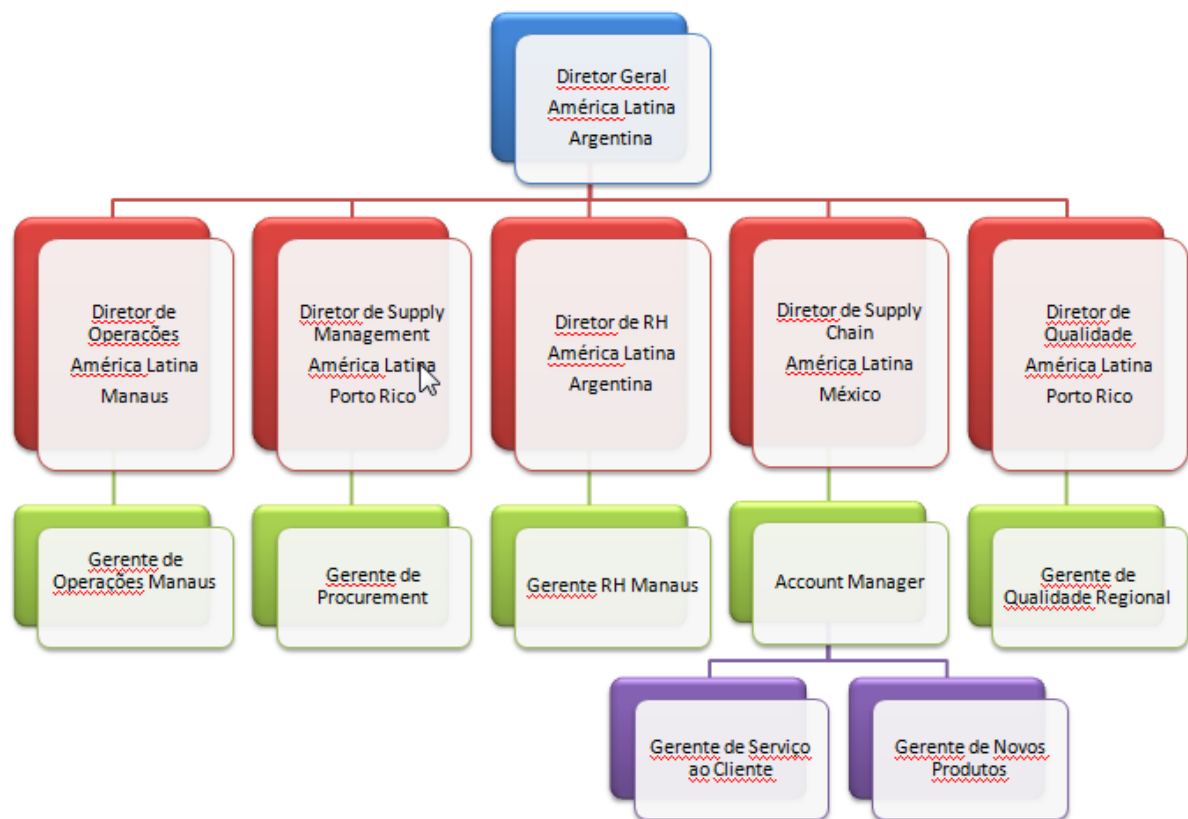 Diretor Geral
América Latina
Argentina
Diretor de
Operações
América Latina
Manaus
Diretor de Supply
Management
América Latina
Porto Rico
Diretor de RH
América Latina
Argentina
Diretor de Supply
Chain
América Latina
México
Diretor de
Qualidade
América Latina
Porto Rico
Gerente de
Operações Manaus
Gerente de
Procurement
Gerente RH Manaus
Account Manager
Gerente de
Qualidade Regional
Gerente de Serviço
ao Cliente
Gerente de Novos
Produtos